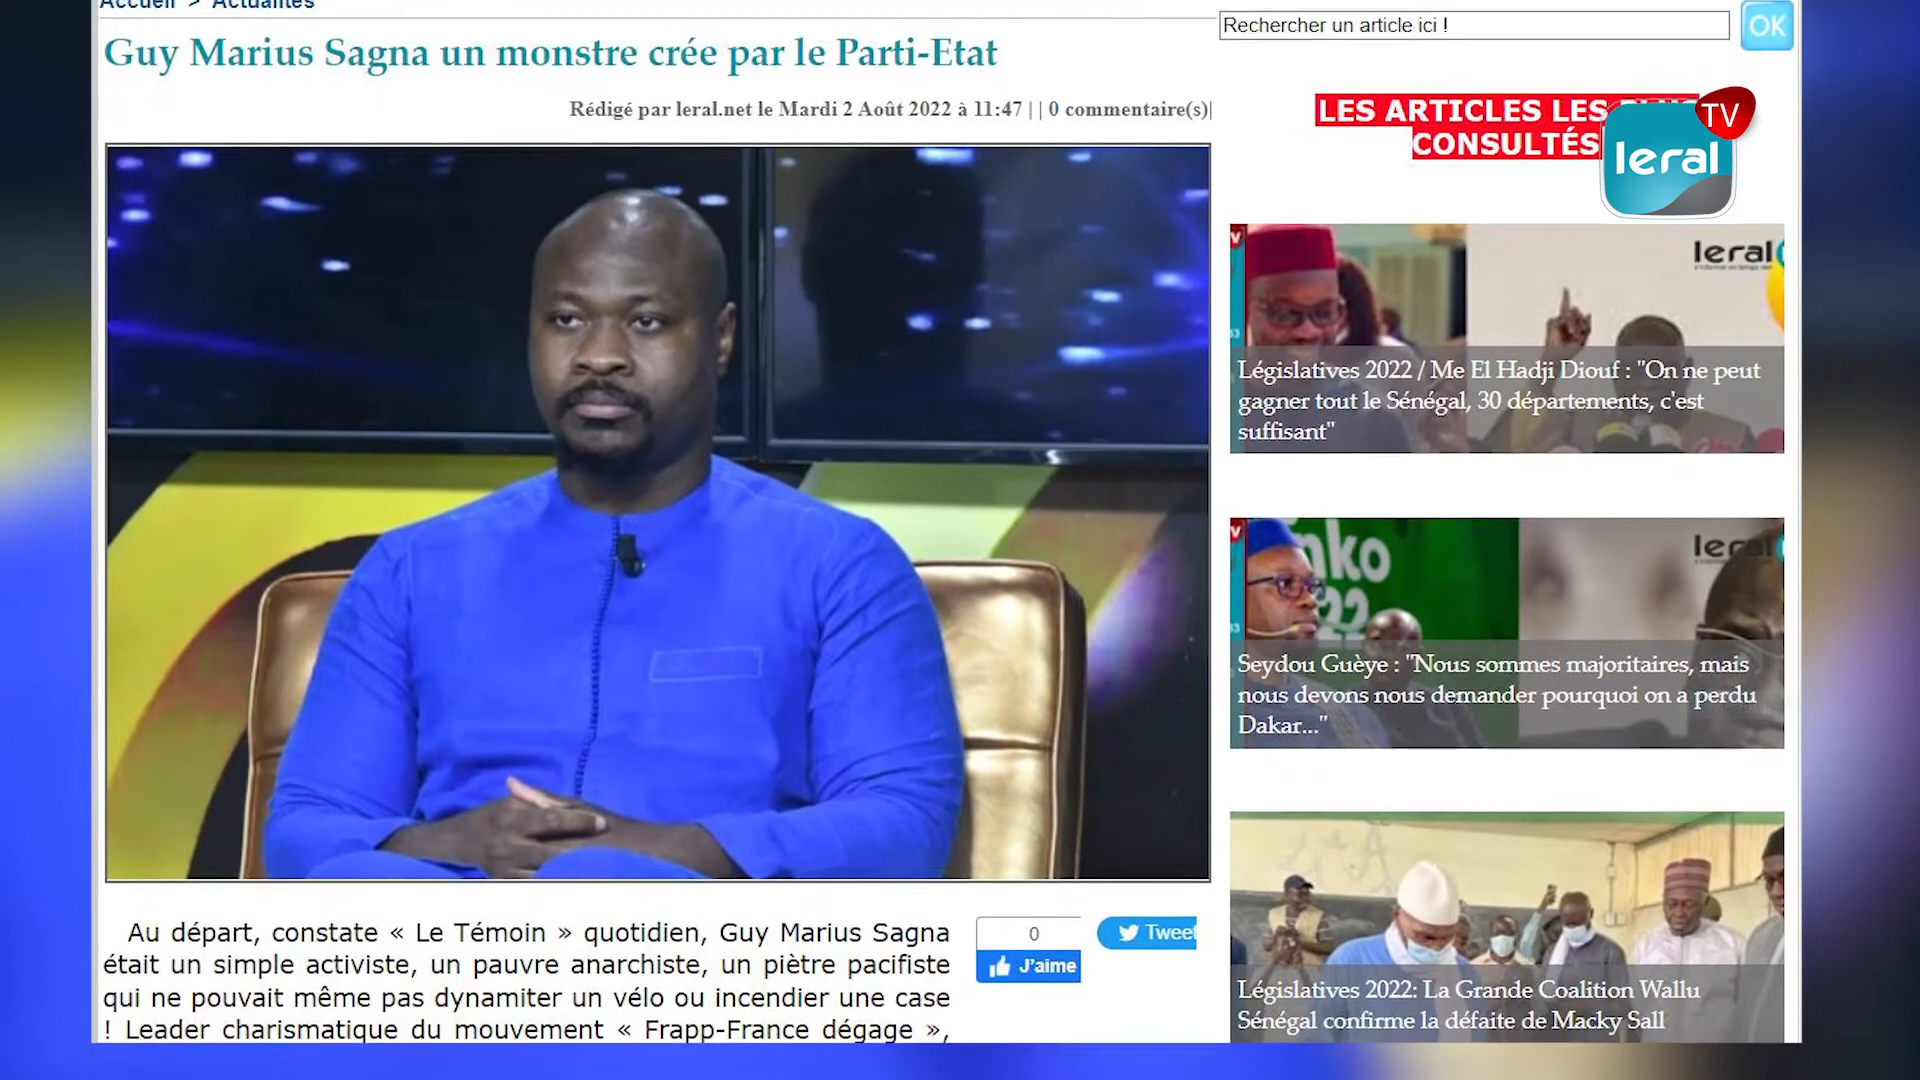 Accueil > Actualités
Guy Marius Sagna un monstre crée par le Parti-Etat
Rédigé par leral.net le Mardi 2 Août 2022 à 11:47 | | 0 commentaire(s)|
Au départ, constate « Le Témoin » quotidien, Guy Marius Sagna
était un simple activiste, un pauvre anarchiste, un piètre pacifiste
qui ne pouvait même pas dynamiter un vélo ou incendier une case
! Leader charismatique du mouvement « Frapp-France dégage »,
0
J'aime
Tweet
Rechercher un article ici !
OK
LES ARTICLES LES
CONSULTÉS
leral
TV
leral
Législatives 2022 / Me El Hadji Diouf : "On ne peut
gagner tout le Sénégal, 30 départements, c'est
suffisant"
nko
22
leral
Seydou Guèye : "Nous sommes majoritaires, mais
nous devons nous demander pourquoi on a perdu
Dakar..."
Législatives 2022: La Grande Coalition Wallu
Sénégal confirme la défaite de Macky Sall